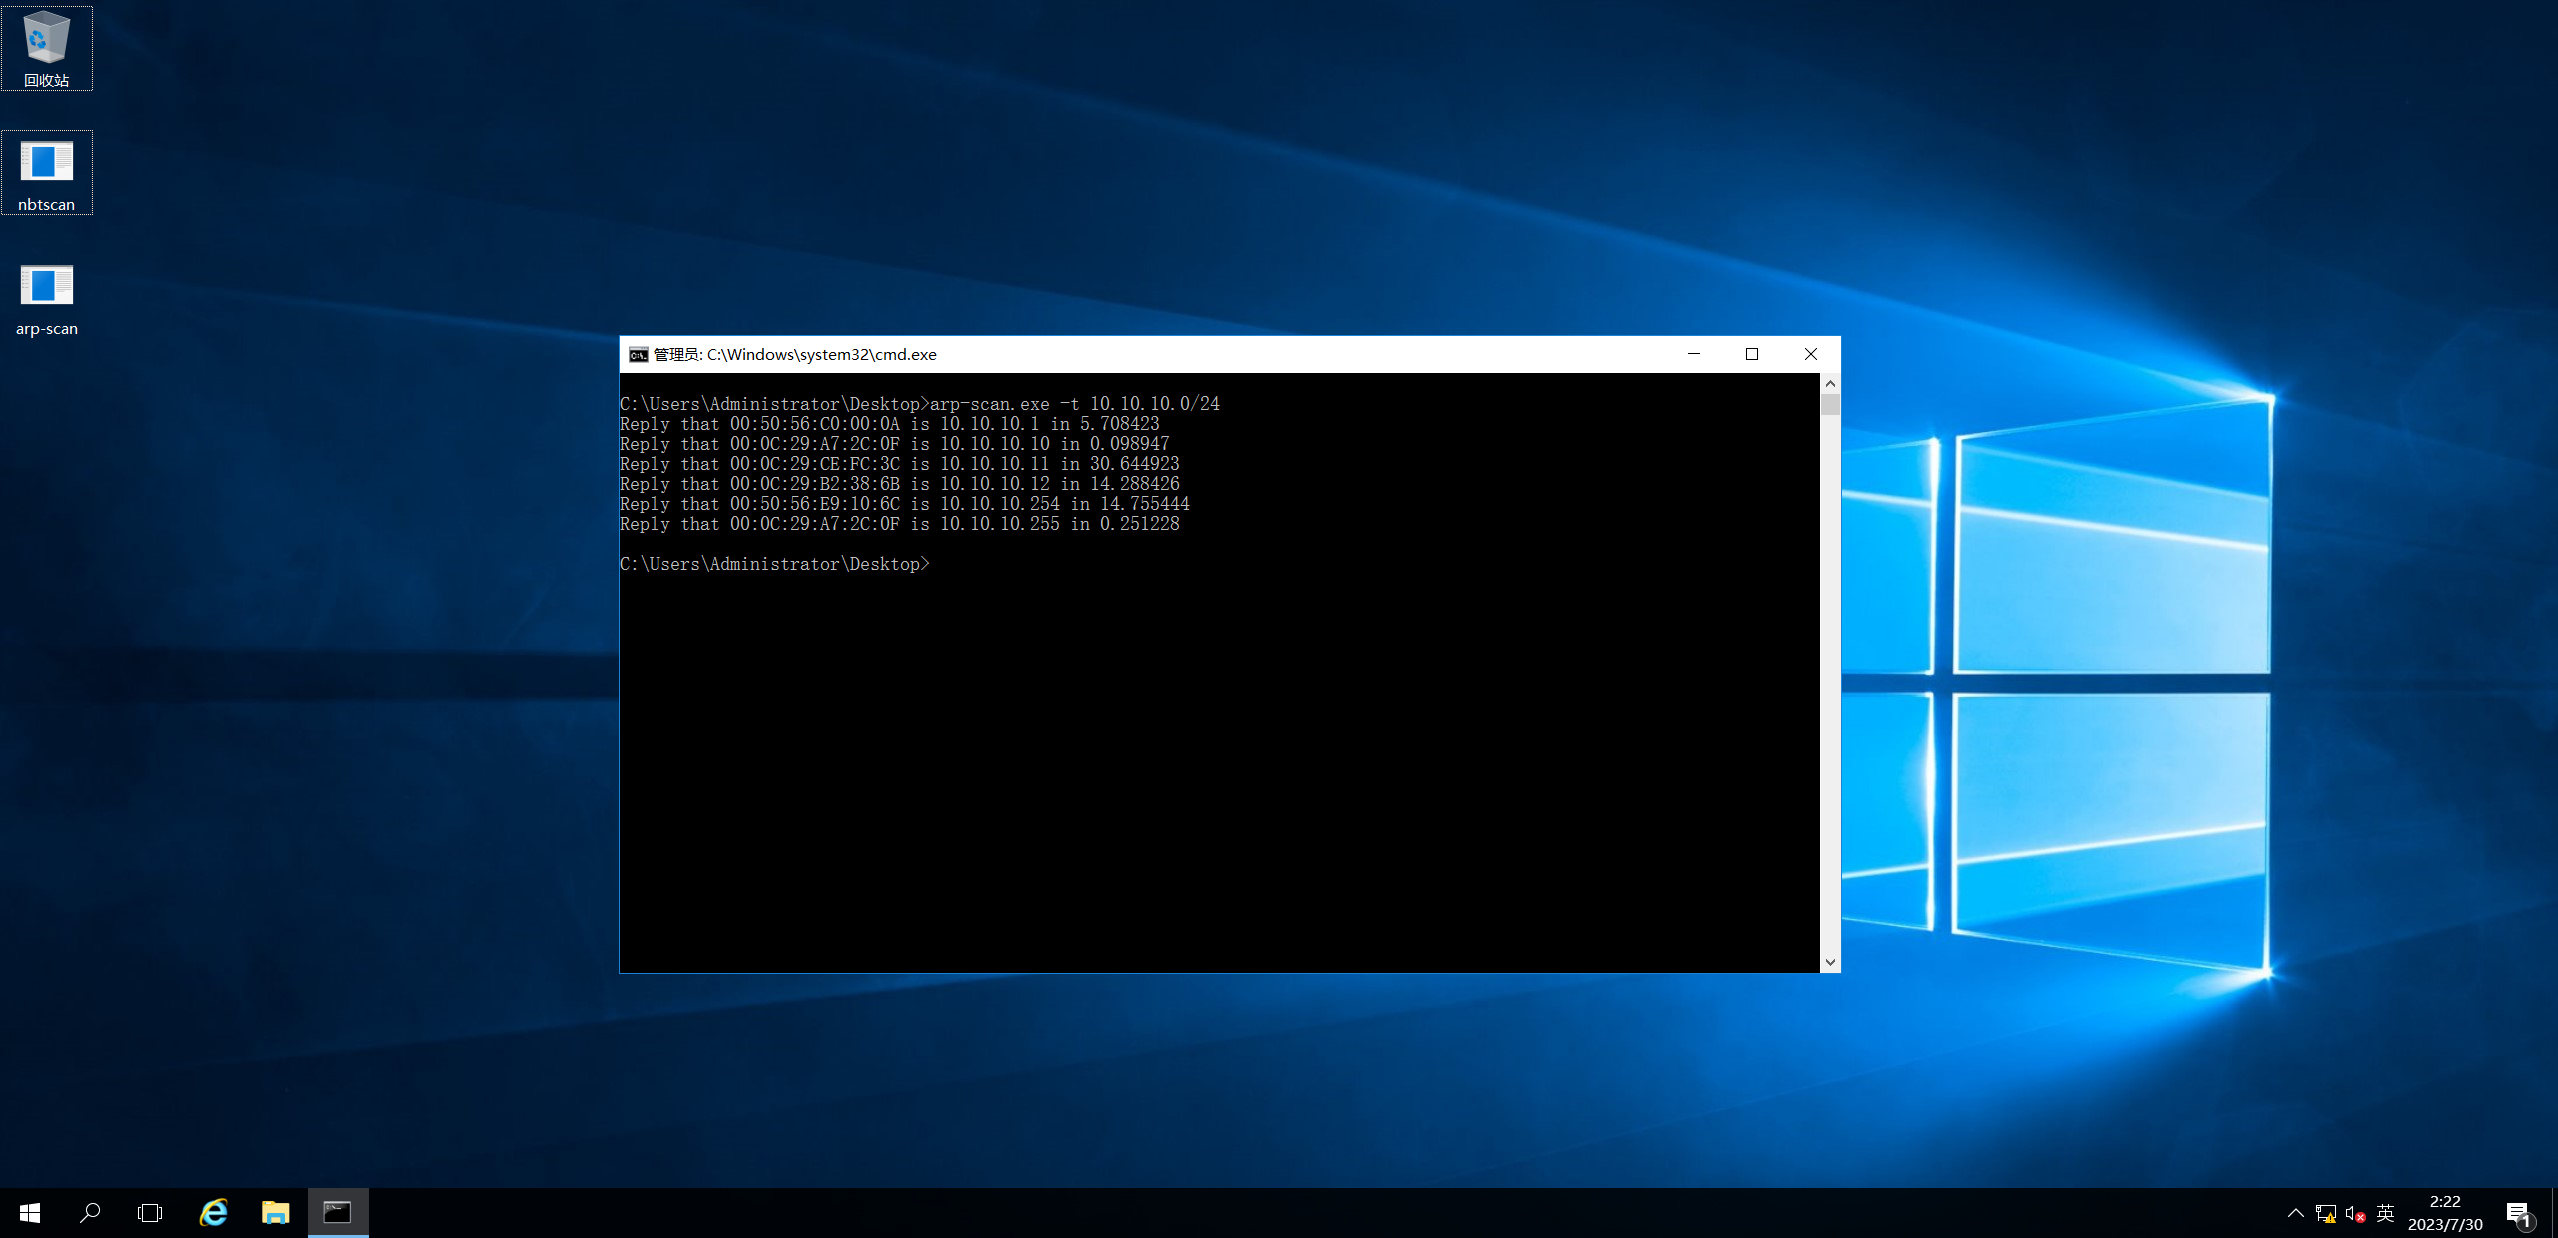 回收站
nbtscan
arp-scan
管理员: C:\Windows\system32\cmd.exe
C:\Users\Administrator\Desktop>arp-scan.exe -t 10.10.10.0/24
Reply that 00:50:56:C0:00:0A is 10.10.10.1 in 5.708423
Reply that 00:0C:29:A7:2C:0F is 10.10.10.10 in 0.098947
Reply that 00:0C:29:CE:FC:3C is 10.10.10.11 in 30.644923
Reply that 00:0C:29:B2:38:6B is 10.10.10.12 in 14.288426
Reply that 00:50:56:E9:10:6C is 10.10.10.254 in 14.755444
Reply that 00:0C:29:A7:2C:0F is 10.10.10.255 in 0.251228
C:\Users\Administrator\Desktop>
英
2:22
2023/7/30
1